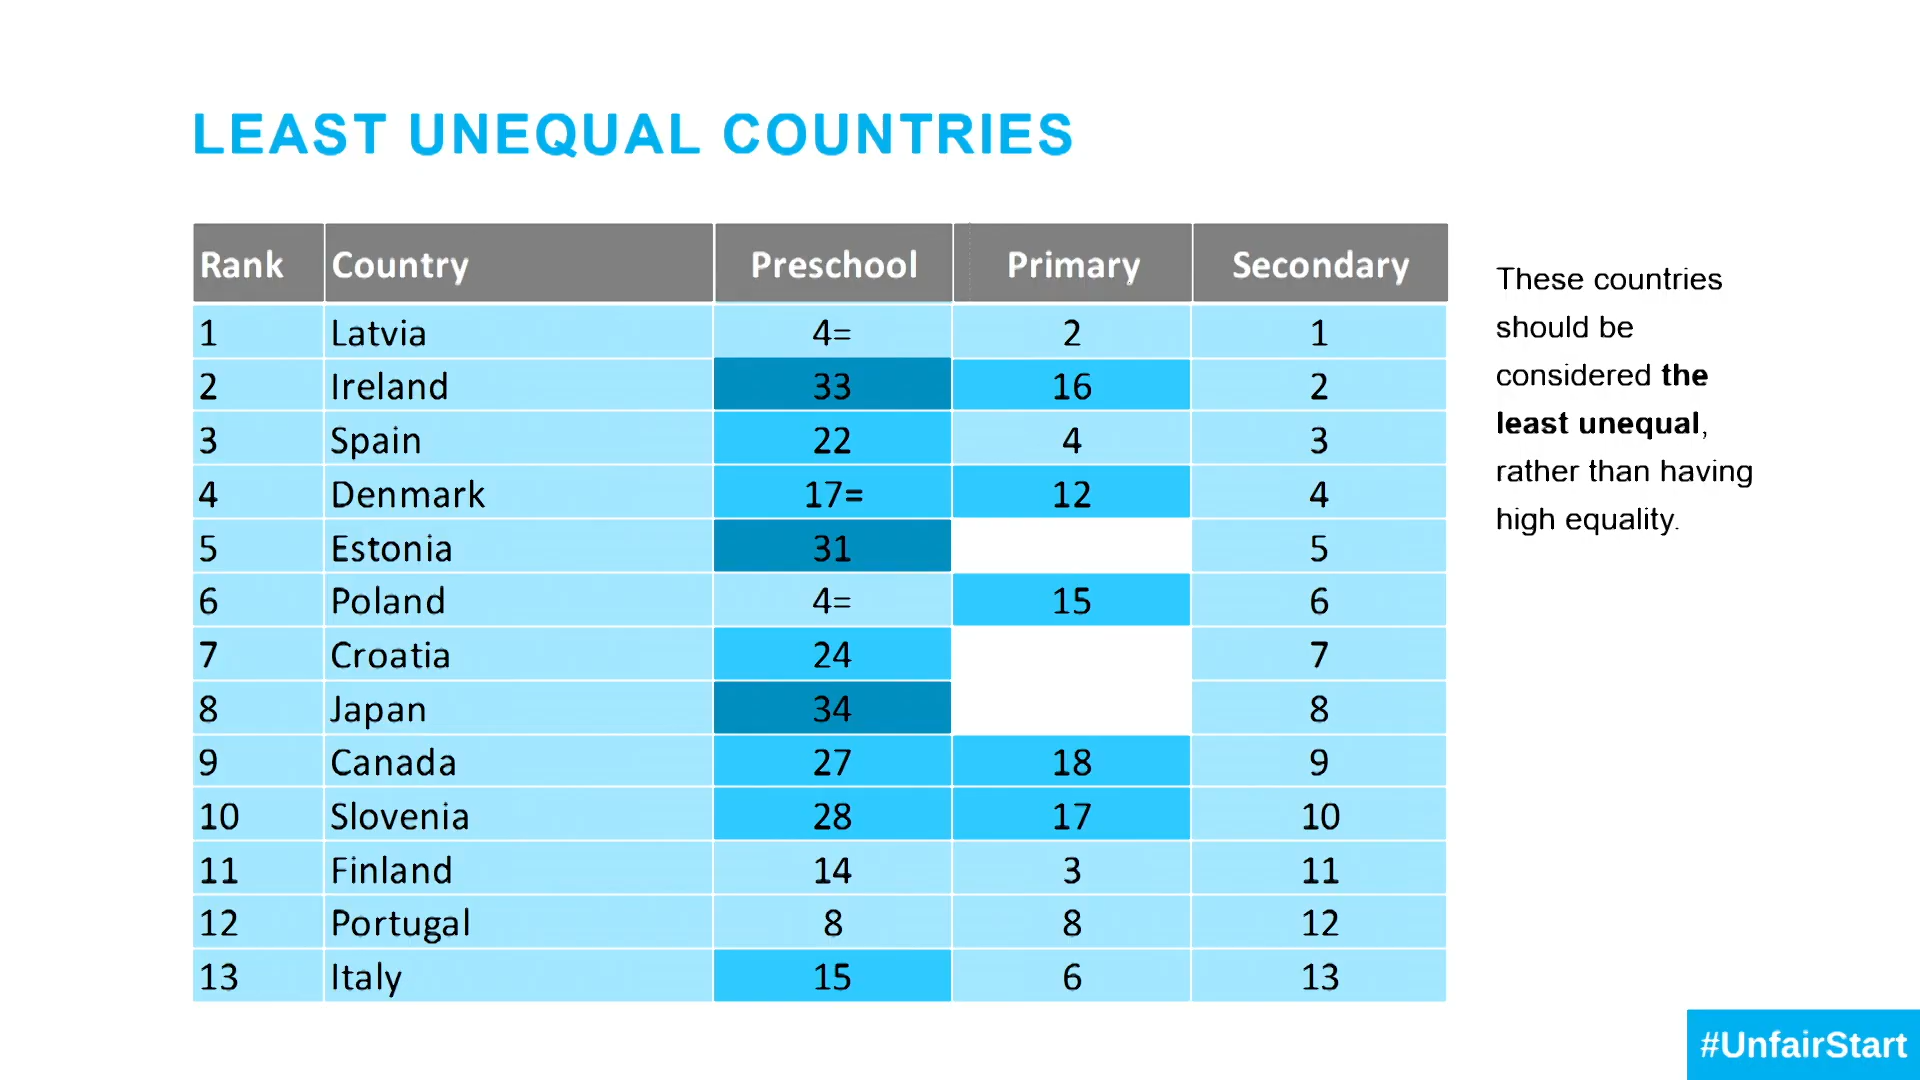 LEAST UNEQUAL COUNTRIES
Rank Country Preschool Primary Secondary
1 Latvia 4= 2 1
2 Ireland 33 16 2
3 Spain 22 4 3
4 Denmark 17= 12 4
5 Estonia 31 5
6 Poland 4= 15 6
7 Croatia 24 7
8 Japan 34 8
9 Canada 27 18 9
10 Slovenia 28 17 10
11 Finland 14 3 11
12 Portugal 8 8 12
13 Italy 15 6 13
These countries
should be
considered the
least unequal,
rather than having
high equality.
#UnfairStart